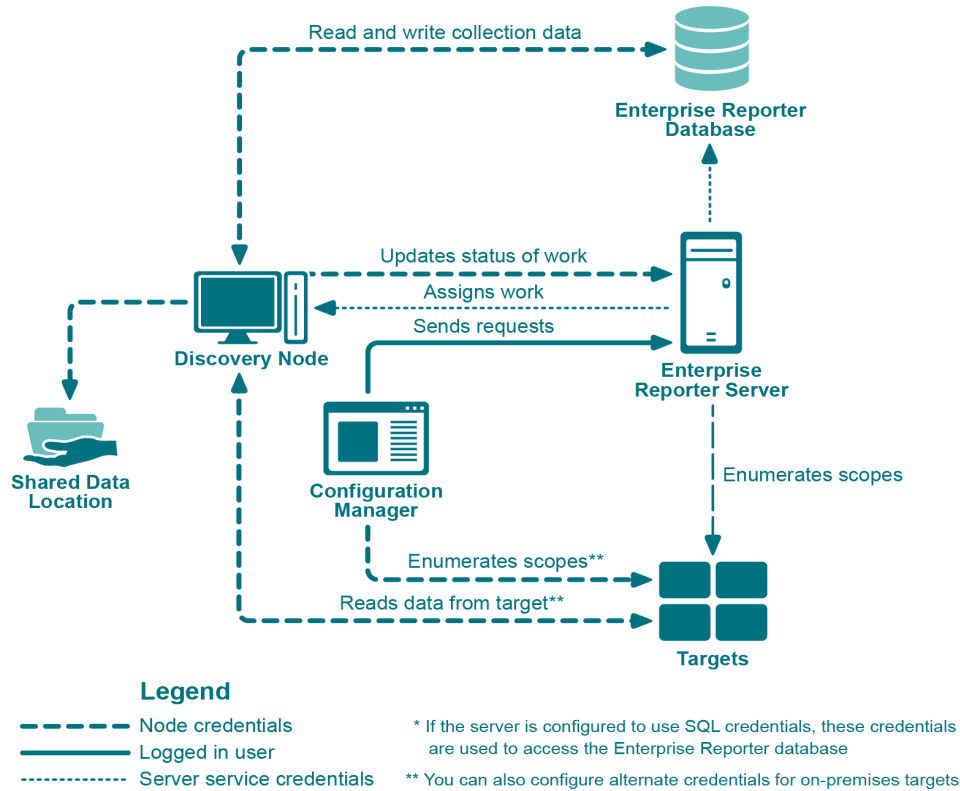 Read and write collection data
Enterprise Reporter
Database
Updates status of work
Assigns work
Sends requests
Discovery Node
Enterprise
Reporter Server
Shared Data
Location
Configuration
Manager
Enumerates scopes
Enumerates scopes**
Reads data from target**
Targets
Legend
Node credentials
Logged in user
Server service credentials
* If the server is configured to use SQL credentials, these credentials
are used to access the Enterprise Reporter database
** You can also configure alternate credentials for on-premises targets